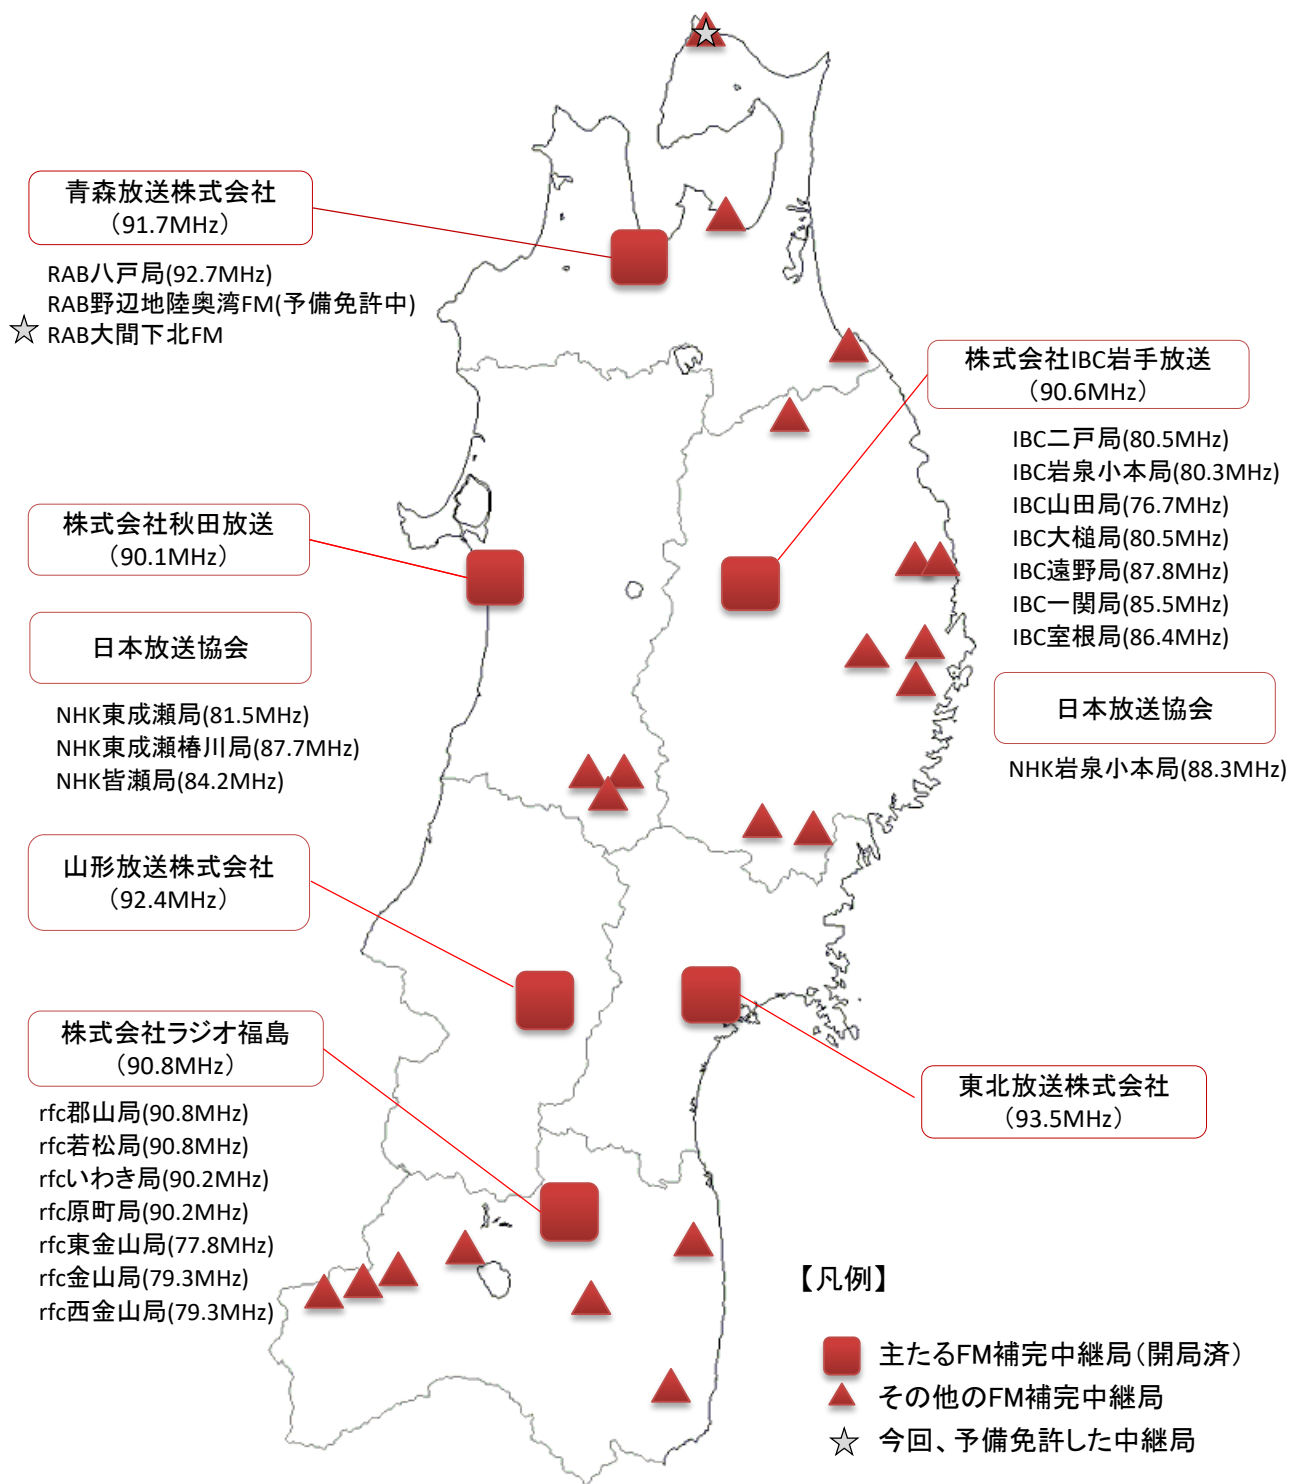 青森放送株式会社
（91.7MHz）
RAB八戸局(92.7MHz)
RAB野辺地陸奥湾FM(予備免許中)
☆ RAB大間下北FM
株式会社IBC岩手放送
（90.6MHz）
IBC二戸局(80.5MHz)
IBC岩泉小本局(80.3MHz)
IBC山田局(76.7MHz)
IBC大槌局(80.5MHz)
IBC遠野局(87.8MHz)
IBC一関局(85.5MHz)
IBC室根局(86.4MHz)
株式会社秋田放送
（90.1MHz）
日本放送協会
NHK東成瀬局(81.5MHz)
NHK東成瀬椿川局(87.7MHz)
NHK皆瀬局(84.2MHz)
日本放送協会
NHK岩泉小本局(88.3MHz)
山形放送株式会社
（92.4MHz）
株式会社ラジオ福島
（90.8MHz）
rfc郡山局(90.8MHz)
rfc若松局(90.8MHz)
rfcいわき局(90.2MHz)
rfc原町局(90.2MHz)
rfc東金山局(77.8MHz)
rfc金山局(79.3MHz)
rfc西金山局(79.3MHz)
東北放送株式会社
（93.5MHz）
【凡例】
主たるFM補完中継局（開局済）
その他のFM補完中継局
☆ 今回、予備免許した中継局